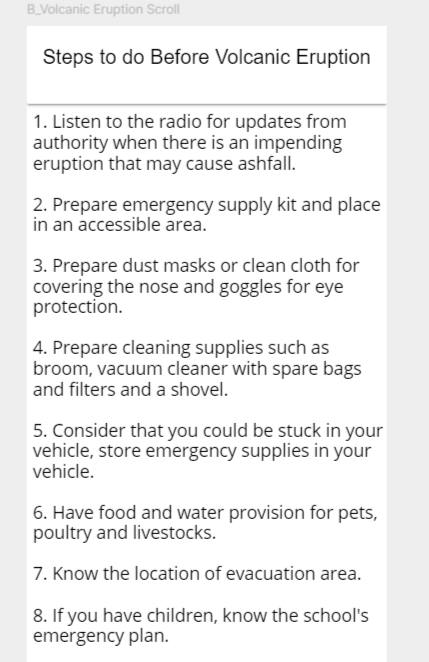 B_Volcanic Eruption Scroll
Steps to do Before Volcanic Eruption
1. Listen to the radio for updates from
authority when there is an impending
eruption that may cause ashfall.
2. Prepare emergency supply kit and place
in an accessible area.
3. Prepare dust masks or clean cloth for
covering the nose and goggles for eye
protection.
4. Prepare cleaning supplies such as
broom, vacuum cleaner with spare bags
and filters and a shovel.
5. Consider that you could be stuck in your
vehicle, store emergency supplies in your
vehicle.
6. Have food and water provision for pets,
poultry and livestocks.
7. Know the location of evacuation area.
8. If you have children, know the school's
emergency plan.